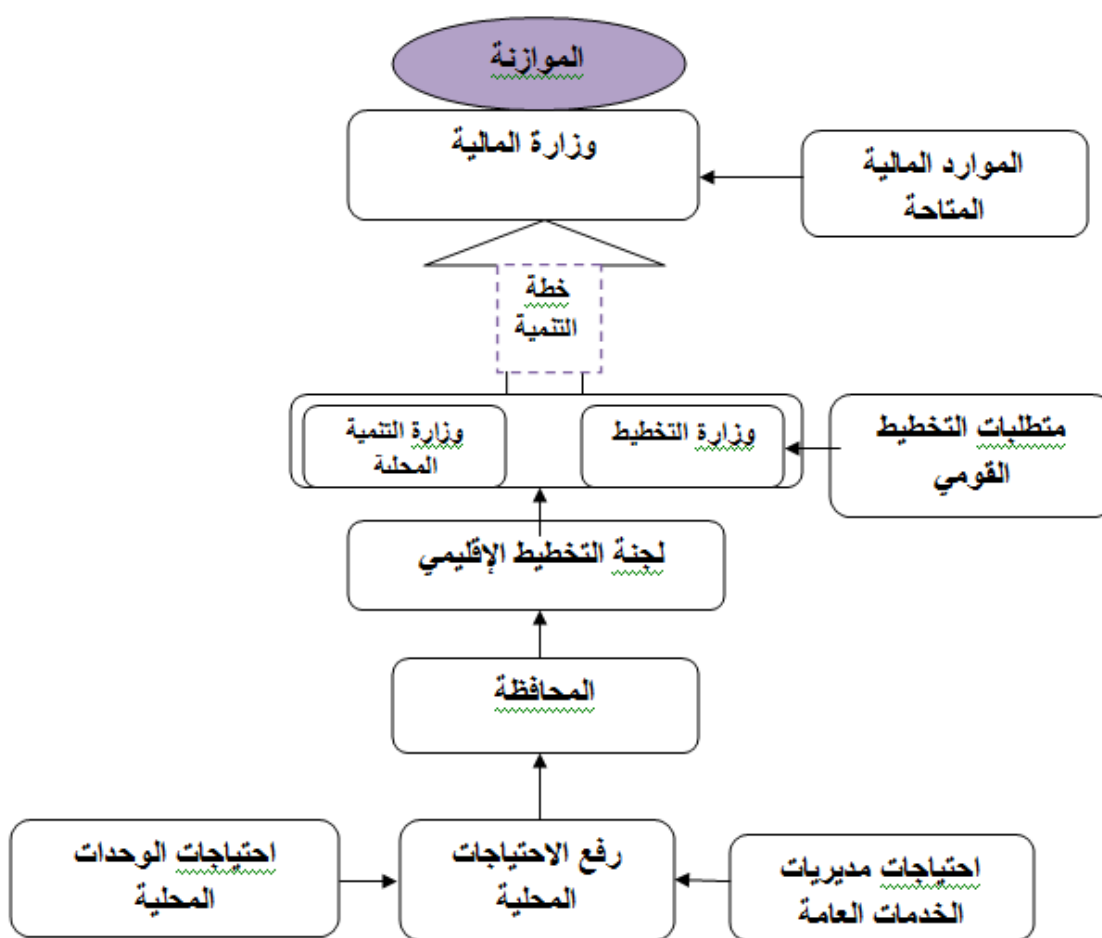 الموازنة
وزارة المالية
الموارد المالية
المتاحة
خطة
التنمية
وزارة التخطيط
وزارة التنمية
المحلية
متطلبات التخطيط
القومي
لجنة التخطيط الإقليمي
المحافظة
احتياجات مديريات
الخدمات العامة
رفع الاحتياجات
المحلية
احتياجات الوحدات
المحلية